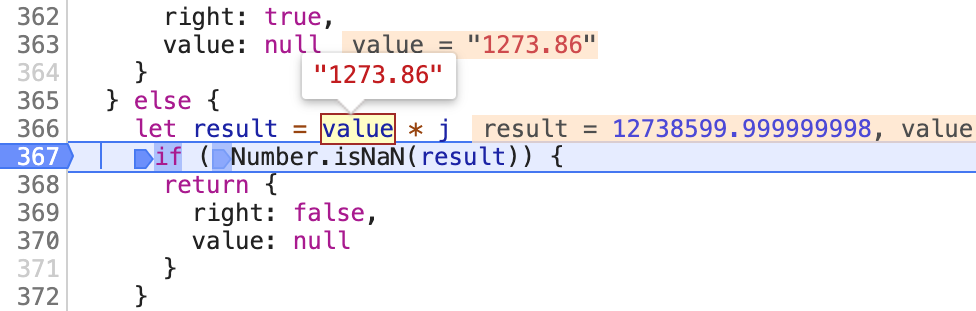 362 right: true,
363 value: null value = "1273.86"
364 }
"1273.86"
365 } else {
366 let result = value * j result = 12738599.999999998, value
367 if ( Number.isNaN(result)) {
368 return {
369 right: false,
370 value: null
371 }
372 }